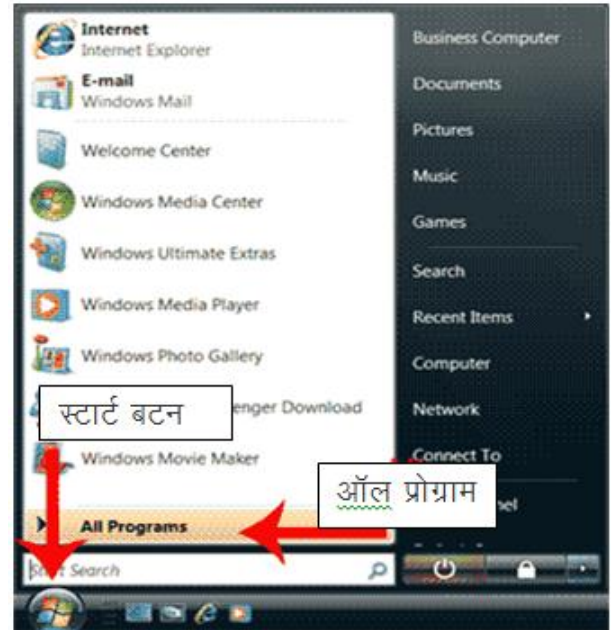 Internet
Internet Explorer
E-mail
Windows Mail
Welcome Center
Windows Media Center
Windows Ultimate Extras
Windows Media Player
Windows Photo Gallery
स्टार्ट बटन
enger Download
Windows Movie Maker
All Programs
Search
Business Computer
Documents
Pictures
Music
Games
Search
Recent Items
Computer
Network
Connect To
ऑल प्रोग्राम
nel